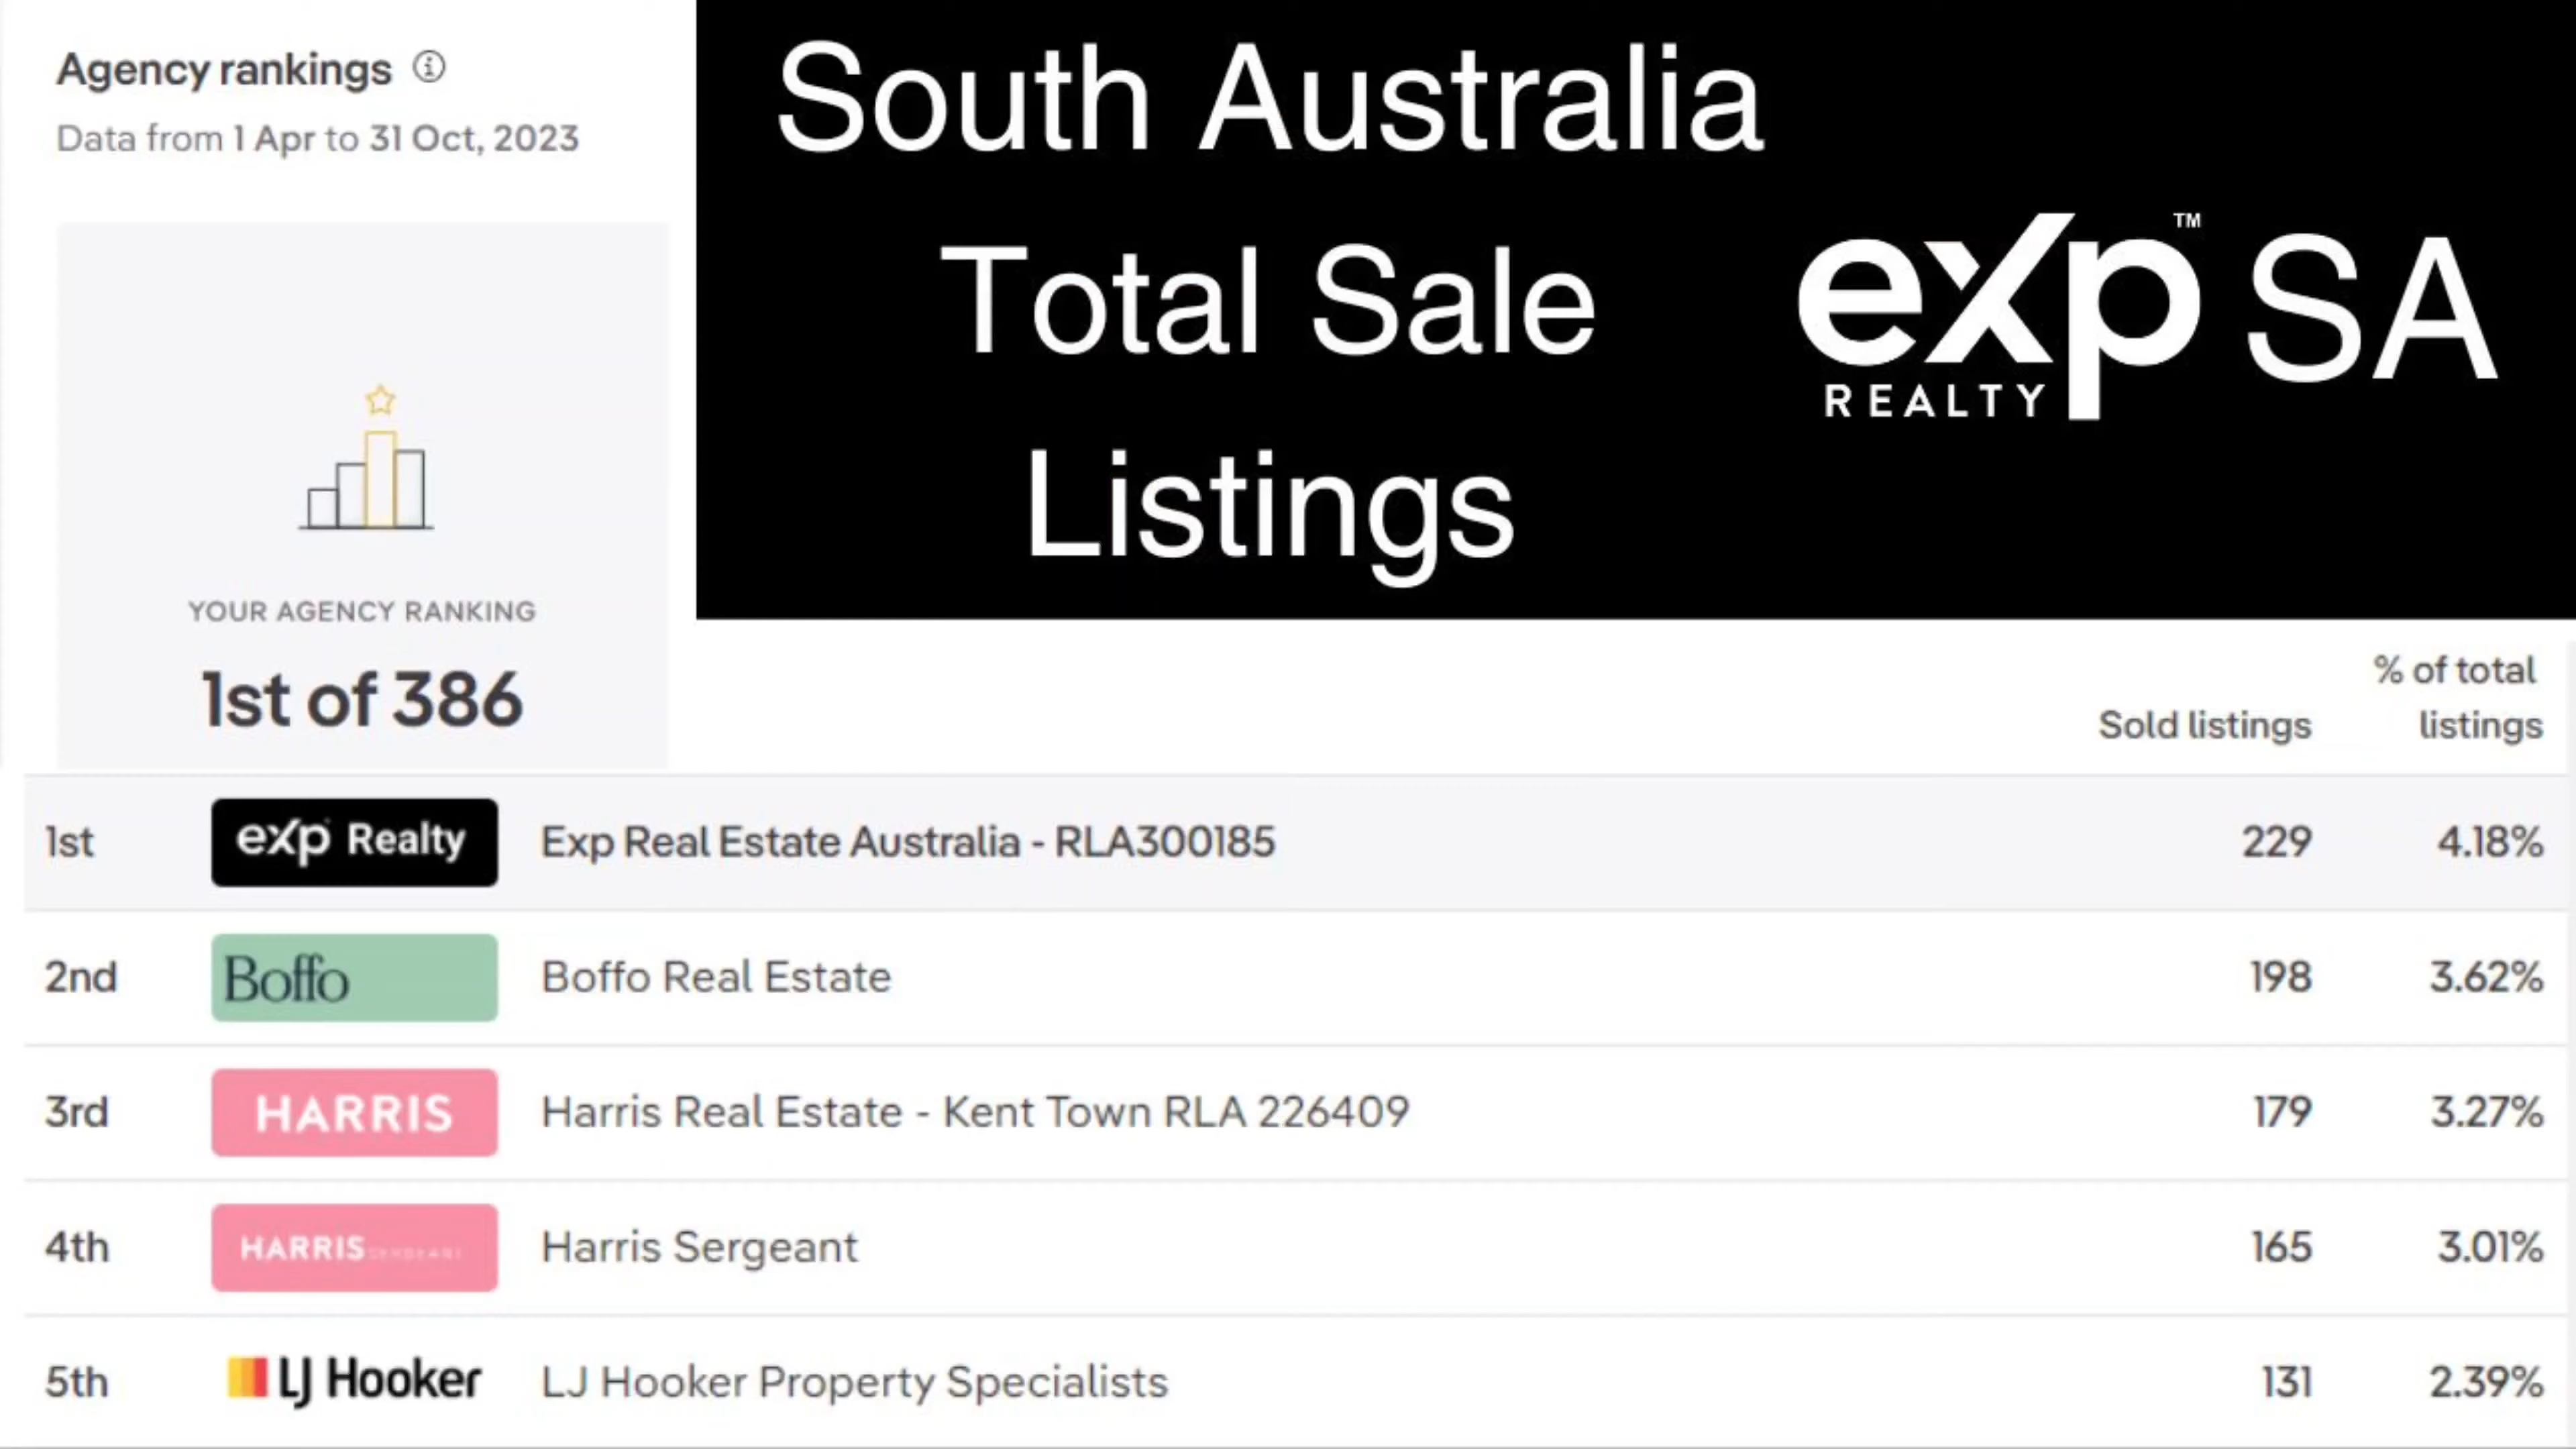 Agency rankings
Data from 1 Apr to 31 Oct, 2023
YOUR AGENCY RANKING
1st of 386
South Australia
Total Sale
Listings
exp™ SA
REALTY
Sold listings
% of total
listings
1st exp Realty Exp Real Estate Australia - RLA300185 229 4.18%
2nd Boffo Boffo Real Estate 198 3.62%
3rd HARRIS Harris Real Estate - Kent Town RLA 226409 179 3.27%
4th HARRIS SERGEANT Harris Sergeant 165 3.01%
5th LJ Hooker LJ Hooker Property Specialists 131 2.39%